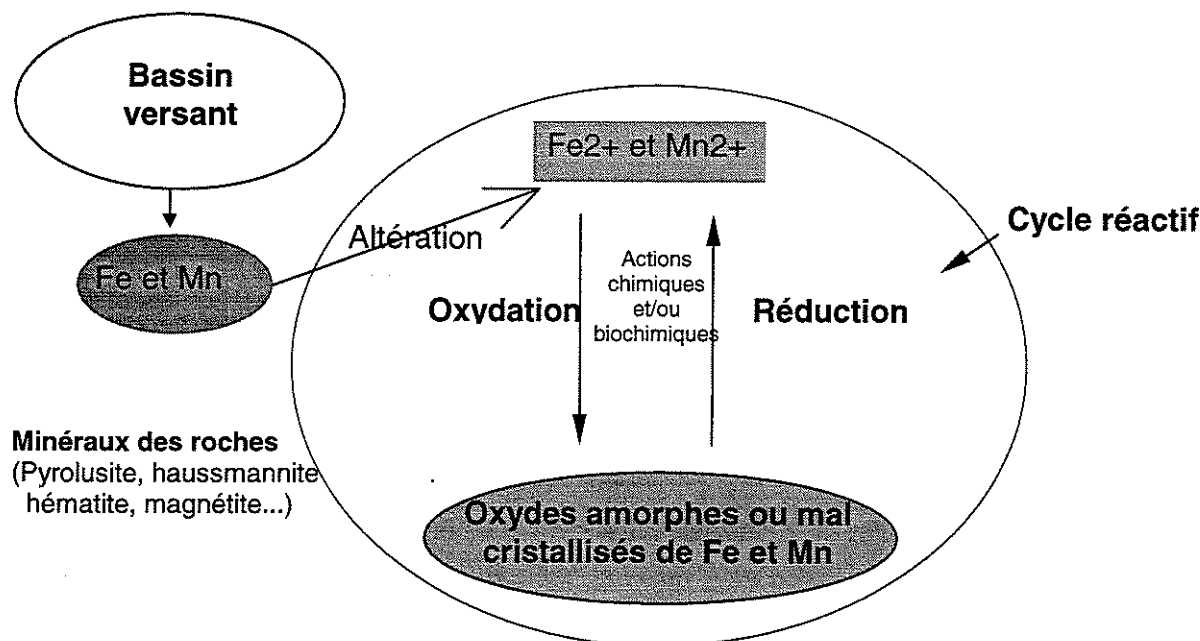 Bassin
versant
Fe2+ et Mn2+
Cycle réactif
Altération
Fe et Mn
Actions
chimiques
et/ou
biochimiques
Oxydation
Réduction
Minéraux des roches
(Pyrolusite, haussmannite
hématite, magnétite...)
Oxydes amorphes ou mal
cristallisés de Fe et Mn